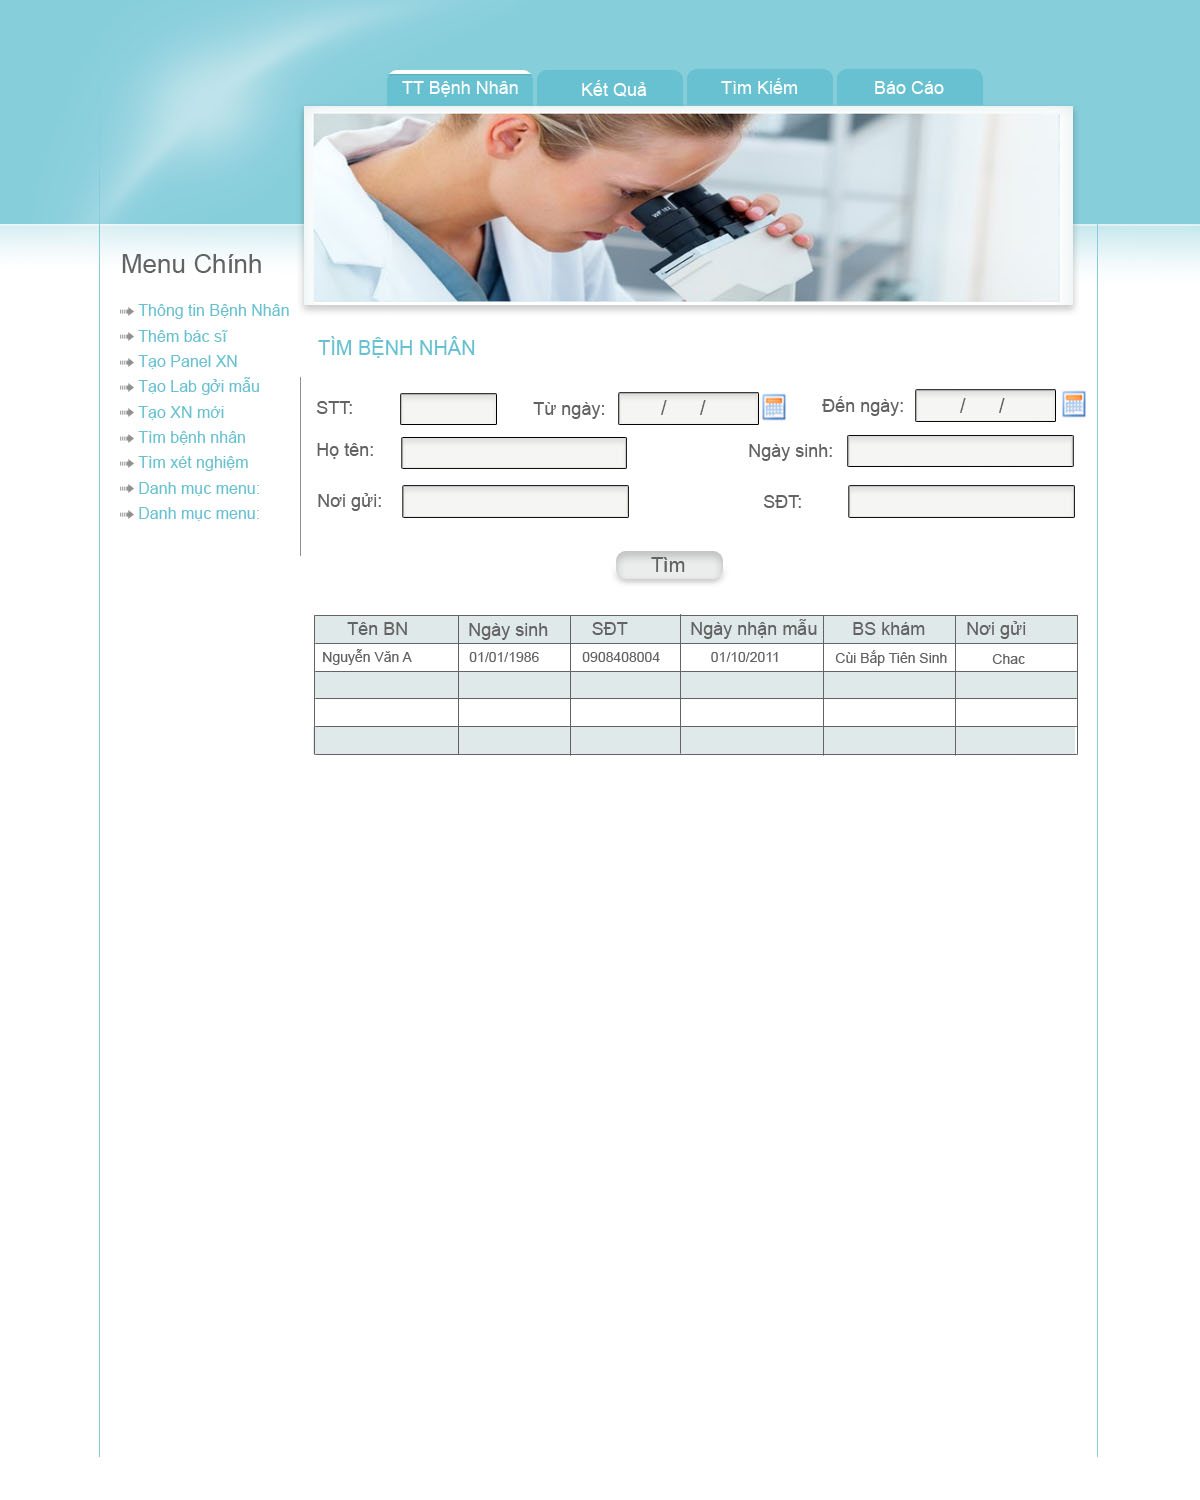 TT Bệnh Nhân
Kết Quả
Tìm Kiếm
Báo Cáo
WF 10X
Menu Chính
Thông tin Bệnh Nhân
Thêm bác sĩ
Tạo Panel XN
Tạo Lab gởi mẫu
Tạo XN mới
Tìm bệnh nhân
Tìm xét nghiệm
Danh mục menu:
Danh mục menu:
TÌM BỆNH NHÂN
STT: Từ ngày: / / Đến ngày: / /
Họ tên: Ngày sinh:
Nơi gửi: SĐT:
Tìm
Tên BN Ngày sinh SĐT Ngày nhận mẫu BS khám Nơi gửi
Nguyễn Văn A 01/01/1986 0908408004 01/10/2011 Cùi Bắp Tiên Sinh Chac